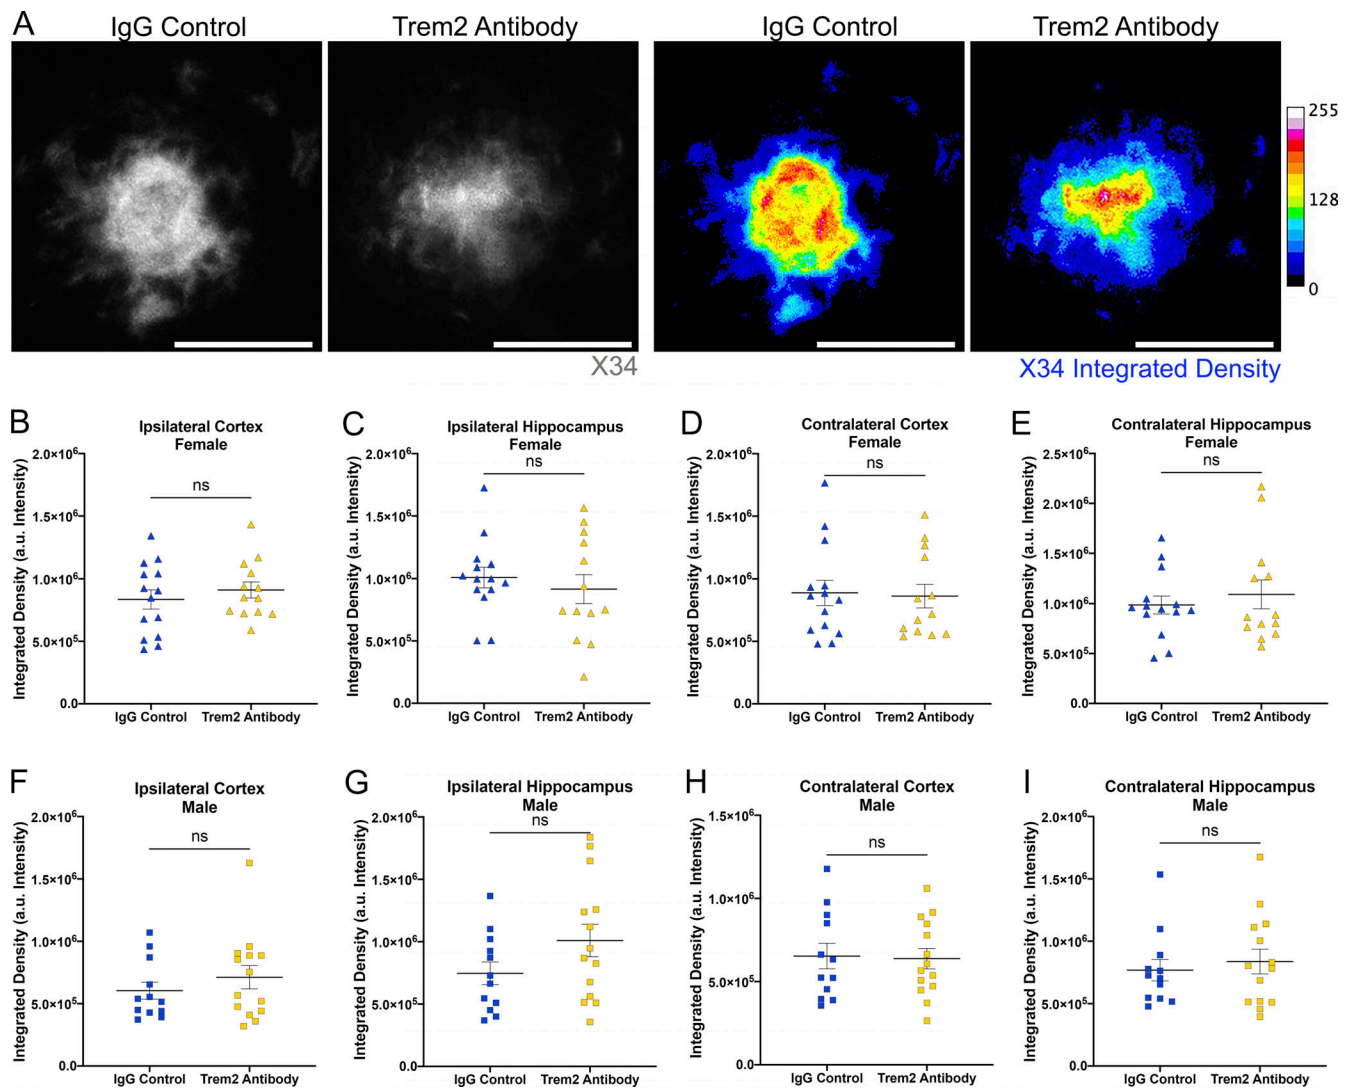 A
IgG Control
Trem2 Antibody
IgG Control
Trem2 Antibody
255
128
0
X34
X34 Integrated Density
B
Ipsilateral Cortex
Female
Integrated Density (a.u. Intensity)
2.0×10⁶
1.5×10⁶
1.0×10⁶
5.0×10⁵
0.0
ns
IgG Control
Trem2 Antibody
C
Ipsilateral Hippocampus
Female
Integrated Density (a.u. Intensity)
2.0×10⁶
1.5×10⁶
1.0×10⁶
5.0×10⁵
0.0
ns
IgG Control
Trem2 Antibody
D
Contralateral Cortex
Female
Integrated Density (a.u. Intensity)
2.0×10⁶
1.5×10⁶
1.0×10⁶
5.0×10⁵
0.0
ns
IgG Control
Trem2 Antibody
E
Contralateral Hippocampus
Female
Integrated Density (a.u. Intensity)
2.5×10⁶
2.0×10⁶
1.5×10⁶
1.0×10⁶
5.0×10⁵
0.0
ns
IgG Control
Trem2 Antibody
F
Ipsilateral Cortex
Male
Integrated Density (a.u. Intensity)
2.0×10⁶
1.5×10⁶
1.0×10⁶
5.0×10⁵
0.0
ns
IgG Control
Trem2 Antibody
G
Ipsilateral Hippocampus
Male
Integrated Density (a.u. Intensity)
2.0×10⁶
1.5×10⁶
1.0×10⁶
5.0×10⁵
0.0
ns
IgG Control
Trem2 Antibody
H
Contralateral Cortex
Male
Integrated Density (a.u. Intensity)
1.5×10⁶
1.0×10⁶
5.0×10⁵
0.0
ns
IgG Control
Trem2 Antibody
I
Contralateral Hippocampus
Male
Integrated Density (a.u. Intensity)
2.0×10⁶
1.5×10⁶
1.0×10⁶
5.0×10⁵
0.0
ns
IgG Control
Trem2 Antibody